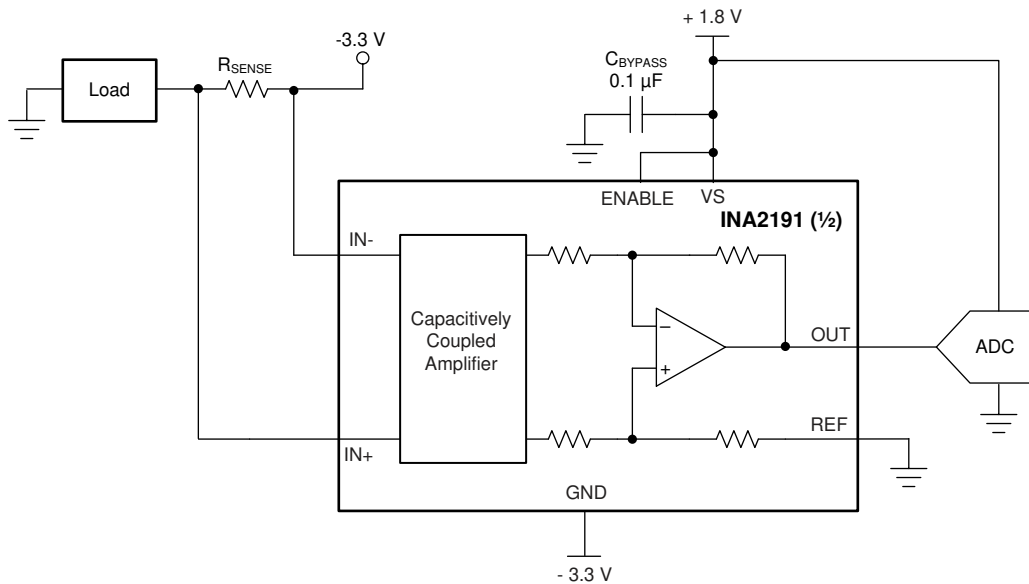 + 1.8 V
-3.3 V
RSENSE
CBYPASS
0.1 µF
Load
ENABLE
VS
INA2191 (½)
IN-
Capacitively
Coupled
Amplifier
−
+
OUT
ADC
REF
IN+
GND
- 3.3 V